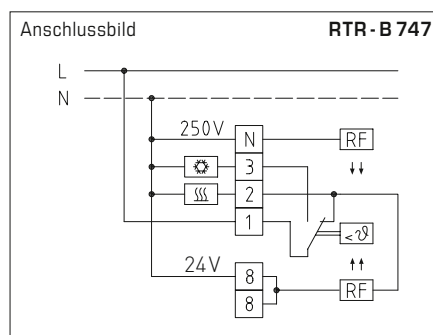 Anschlussbild RTR-B 747
L
N
250V N RF
3
2
1
<ϑ
24V 8
8 RF